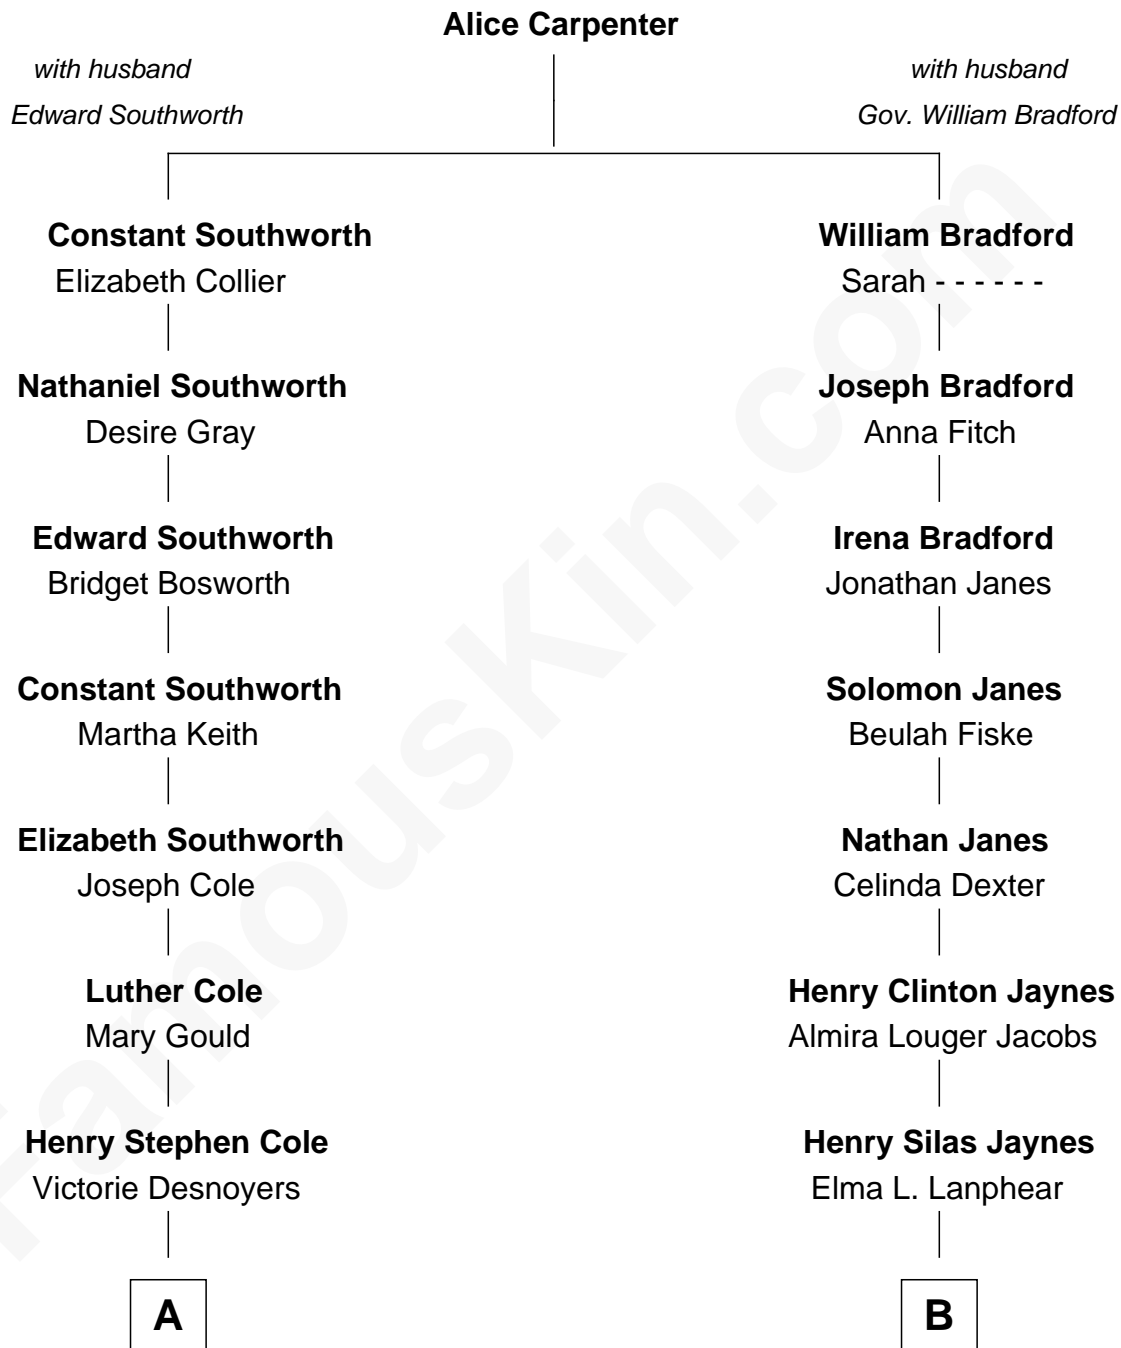 Alice Carpenter
with husband
Edward Southworth
with husband
Gov. William Bradford
Constant Southworth
Elizabeth Collier
William Bradford
Sarah - - - - - -
Nathaniel Southworth
Desire Gray
Joseph Bradford
Anna Fitch
Edward Southworth
Bridget Bosworth
Irena Bradford
Jonathan Janes
Constant Southworth
Martha Keith
Solomon Janes
Beulah Fiske
Elizabeth Southworth
Joseph Cole
Nathan Janes
Celinda Dexter
Luther Cole
Mary Gould
Henry Clinton Jaynes
Almira Louger Jacobs
Henry Stephen Cole
Victorie Desnoyers
Henry Silas Jaynes
Elma L. Lanphear
A
B
FamousKin.com